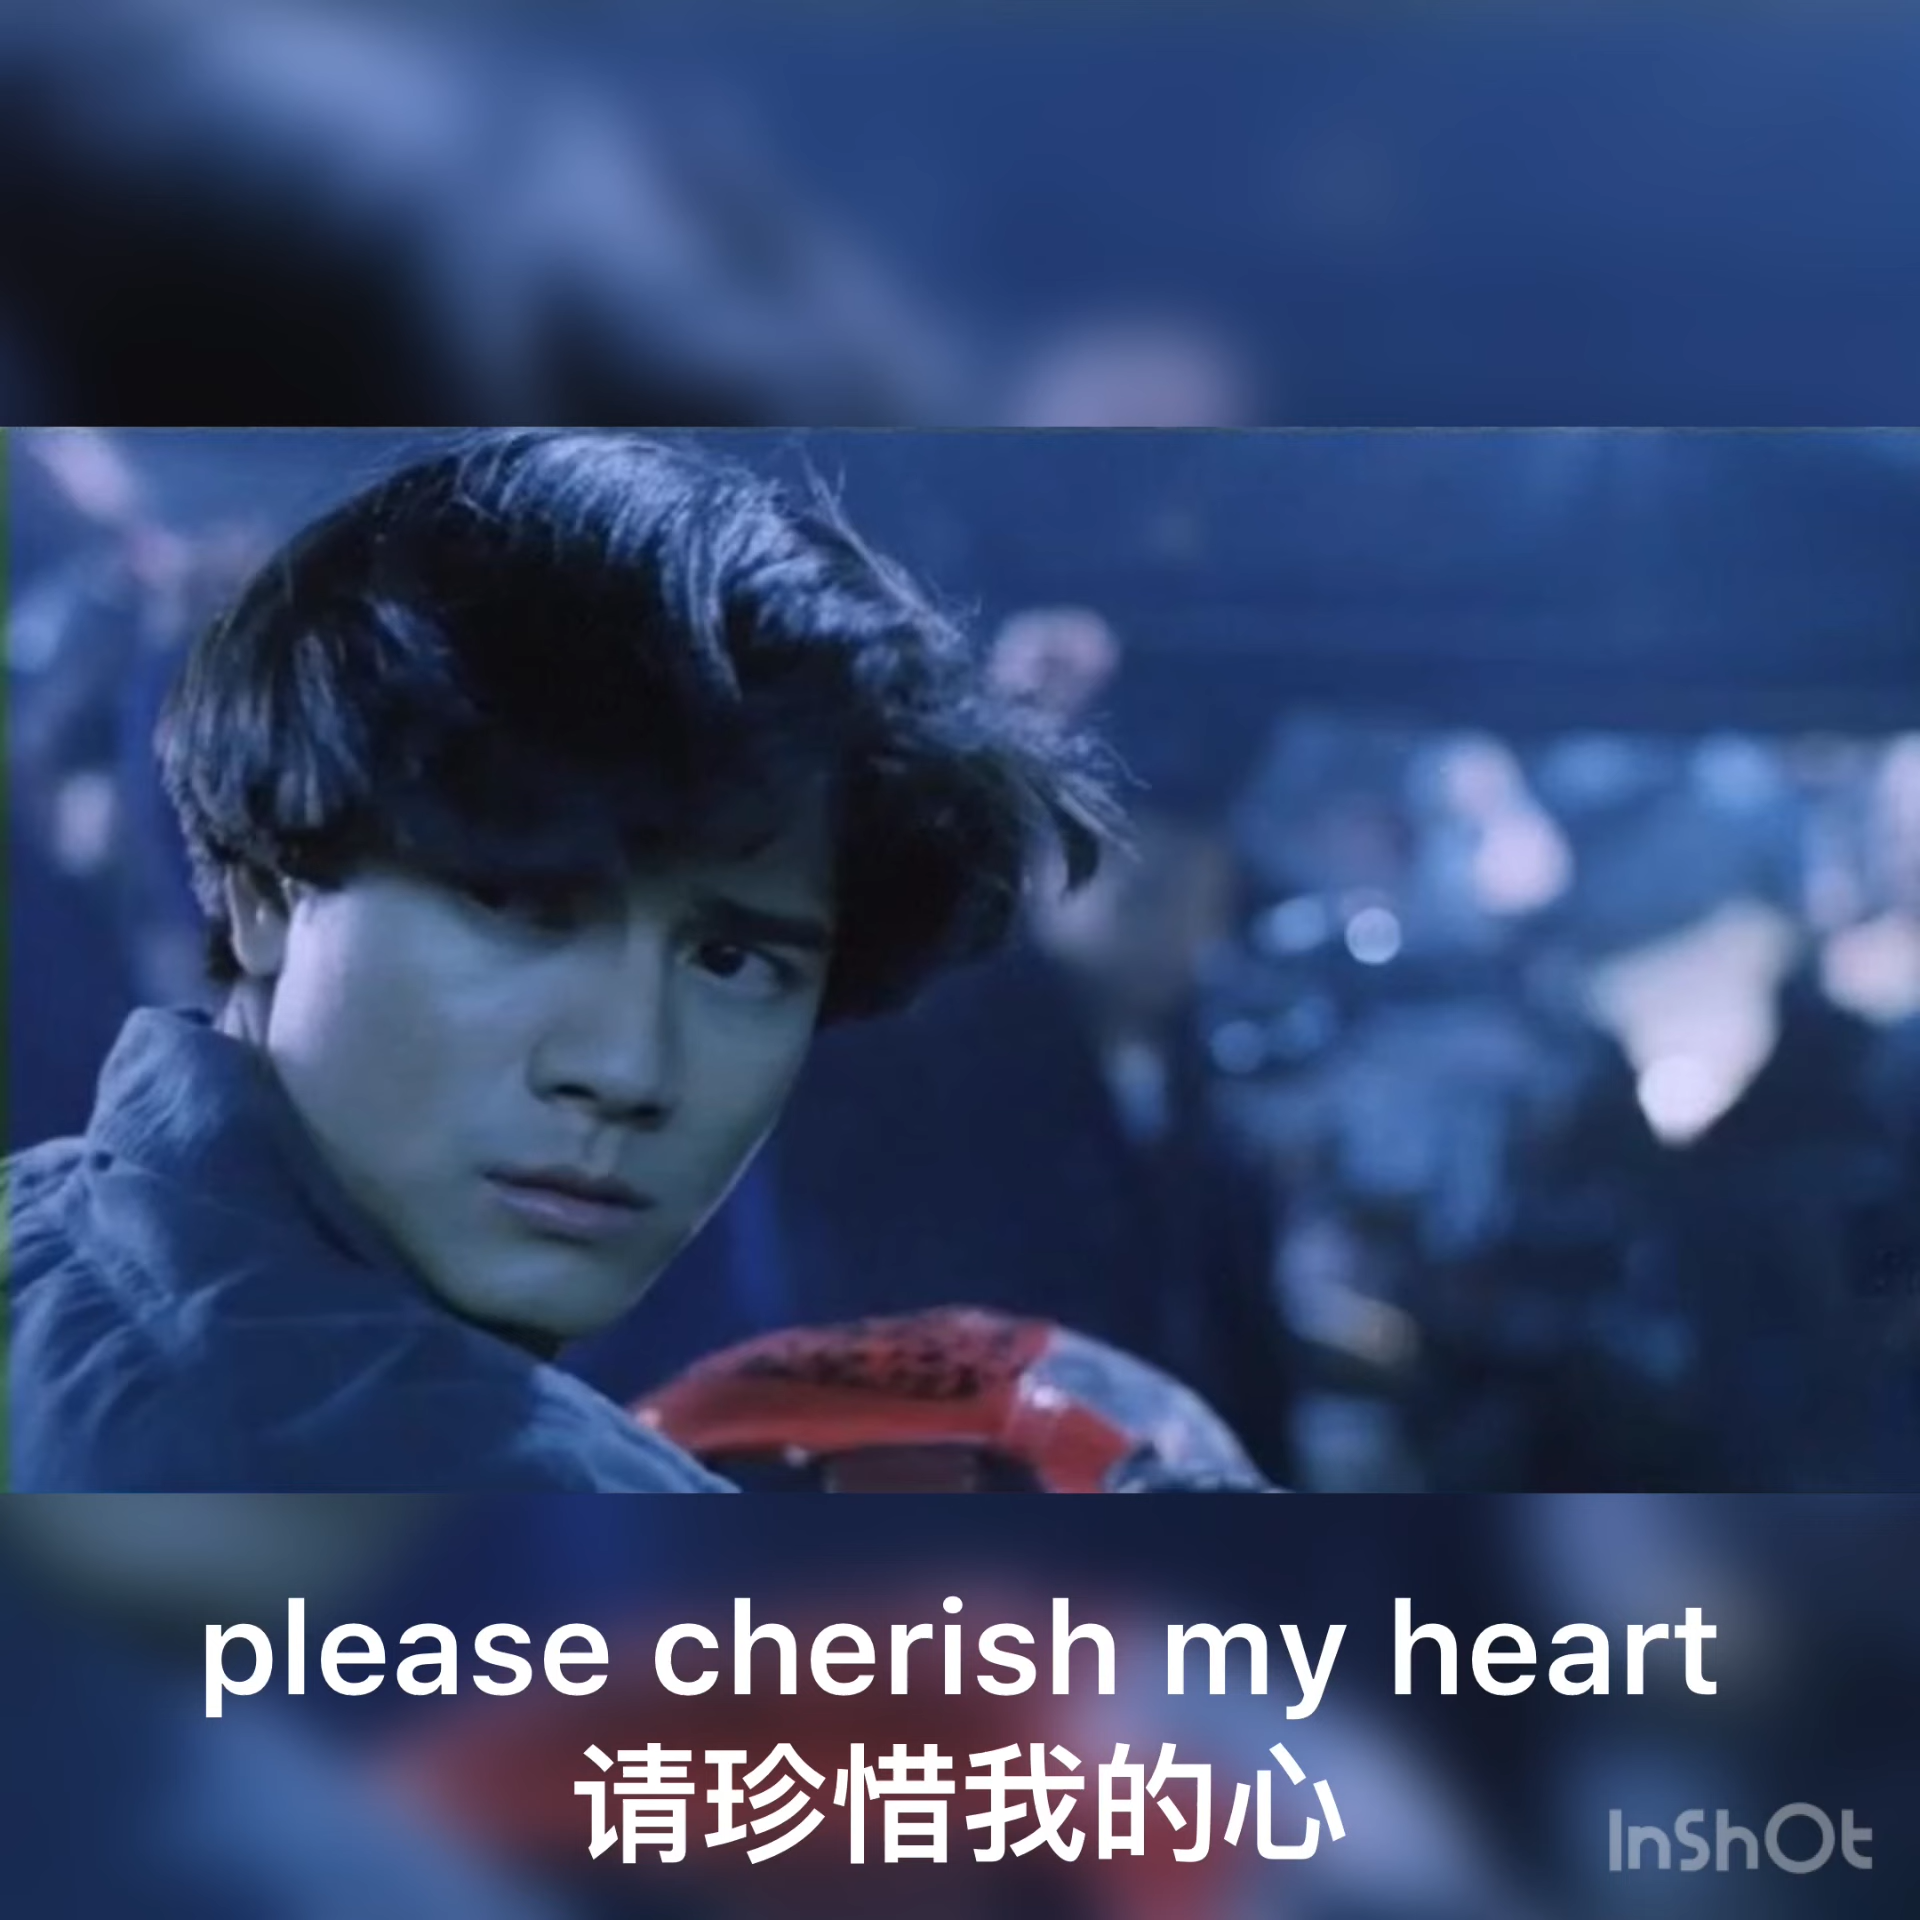 please cherish my heart
请珍惜我的心
InShOt